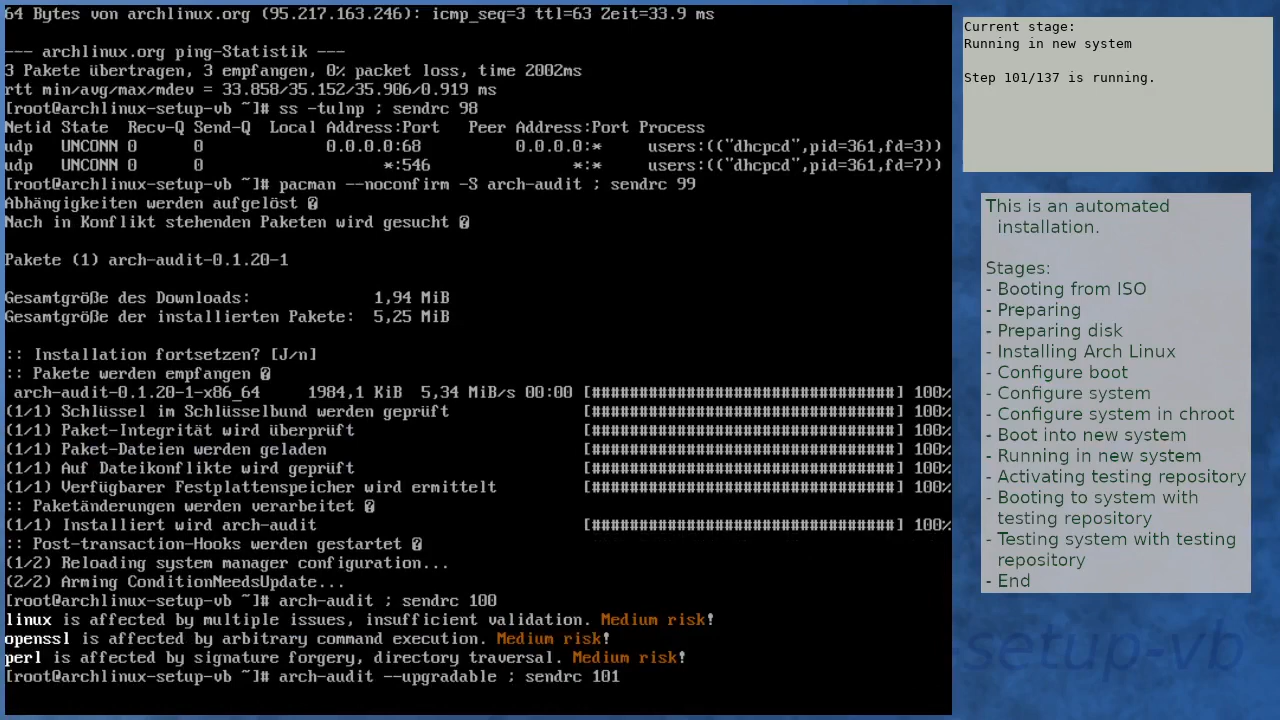 64 Bytes von archlinux.org (95.217.163.246): icmp_seq=3 ttl=63 Zeit=33.9 ms
--- archlinux.org ping-Statistik ---
3 Pakete übertragen, 3 empfangen, 0% packet loss, time 2002ms
rtt min/avg/max/mdev = 33.858/35.152/35.906/0.919 ms
[root@archlinux-setup-vb ~]# ss -tulnp ; sendrc 98
Netid State  Recv-Q Send-Q  Local Address:Port   Peer Address:Port Process
udp   UNCONN 0      0             0.0.0.0:68          0.0.0.0:*     users:(("dhcpcd",pid=361,fd=3))
udp   UNCONN 0      0                   *:546               *:*     users:(("dhcpcd",pid=361,fd=7))
[root@archlinux-setup-vb ~]# pacman --noconfirm -S arch-audit ; sendrc 99
Abhängigkeiten werden aufgelöst �
Nach in Konflikt stehenden Paketen wird gesucht �
Pakete (1) arch-audit-0.1.20-1
Gesamtgröße des Downloads:             1,94 MiB
Gesamtgröße der installierten Pakete:  5,25 MiB
:: Installation fortsetzen? [J/n]
:: Pakete werden empfangen �
arch-audit-0.1.20-1-x86_64     1984,1 KiB  5,34 MiB/s 00:00 [################################] 100%
(1/1) Schlüssel im Schlüsselbund werden geprüft              [################################] 100%
(1/1) Paket-Integrität wird überprüft                        [################################] 100%
(1/1) Paket-Dateien werden geladen                           [################################] 100%
(1/1) Auf Dateikonflikte wird geprüft                        [################################] 100%
(1/1) Verfügbarer Festplattenspeicher wird ermittelt         [################################] 100%
:: Paketänderungen werden verarbeitet �
(1/1) Installiert wird arch-audit                            [################################] 100%
:: Post-transaction-Hooks werden gestartet �
(1/2) Reloading system manager configuration...
(2/2) Arming ConditionNeedsUpdate...
[root@archlinux-setup-vb ~]# arch-audit ; sendrc 100
linux is affected by multiple issues, insufficient validation. Medium risk!
openssl is affected by arbitrary command execution. Medium risk!
perl is affected by signature forgery, directory traversal. Medium risk!
[root@archlinux-setup-vb ~]# arch-audit --upgradable ; sendrc 101
Current stage:
Running in new system
Step 101/137 is running.
This is an automated
installation.
Stages:
- Booting from ISO
- Preparing
- Preparing disk
- Installing Arch Linux
- Configure boot
- Configure system
- Configure system in chroot
- Boot into new system
- Running in new system
- Activating testing repository
- Booting to system with
testing repository
- Testing system with testing
repository
- End
-setup-vb